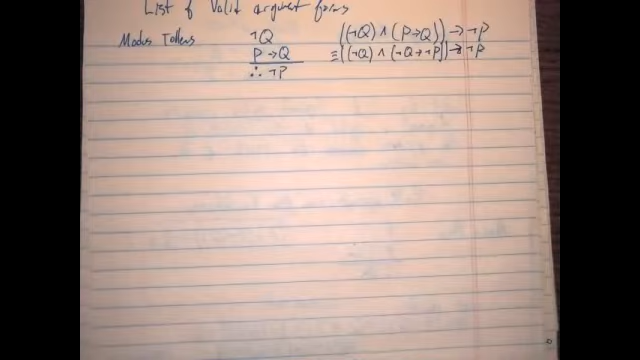 List of Valid argument forms
Modus Tollens ¬Q ((¬Q) ∧ (P→Q)) → ¬P
P→Q ≡ ((¬Q) ∧ (¬Q→¬P)) → ¬P
∴ ¬P